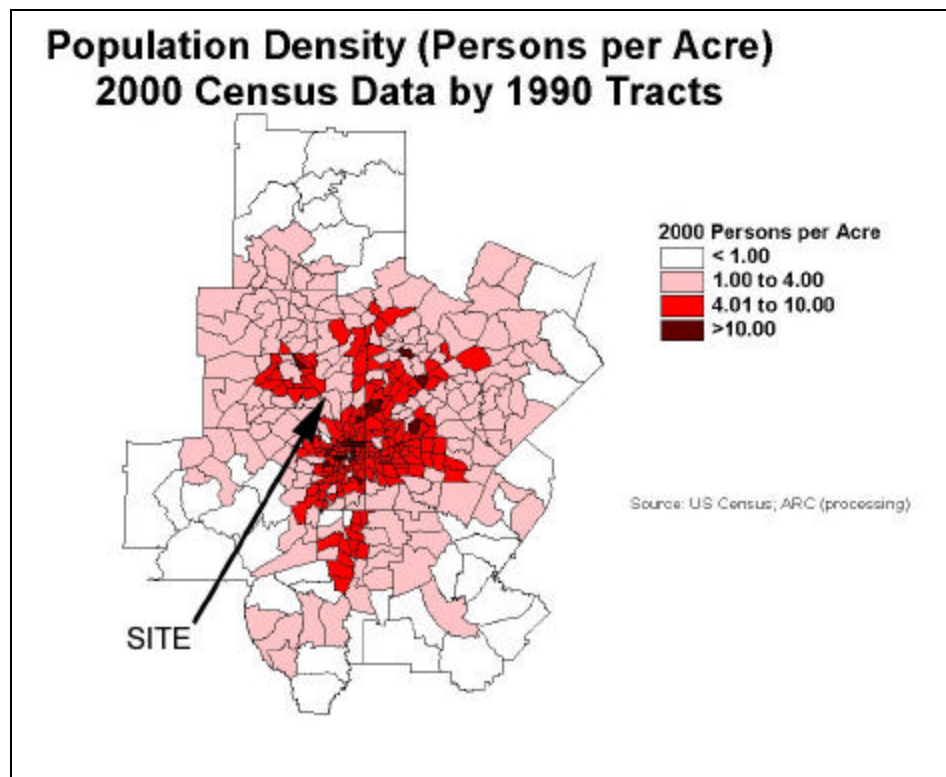 Population Density (Persons per Acre)
2000 Census Data by 1990 Tracts
2000 Persons per Acre
< 1.00
1.00 to 4.00
4.01 to 10.00
>10.00
Source: US Census; ARC (processing)
SITE